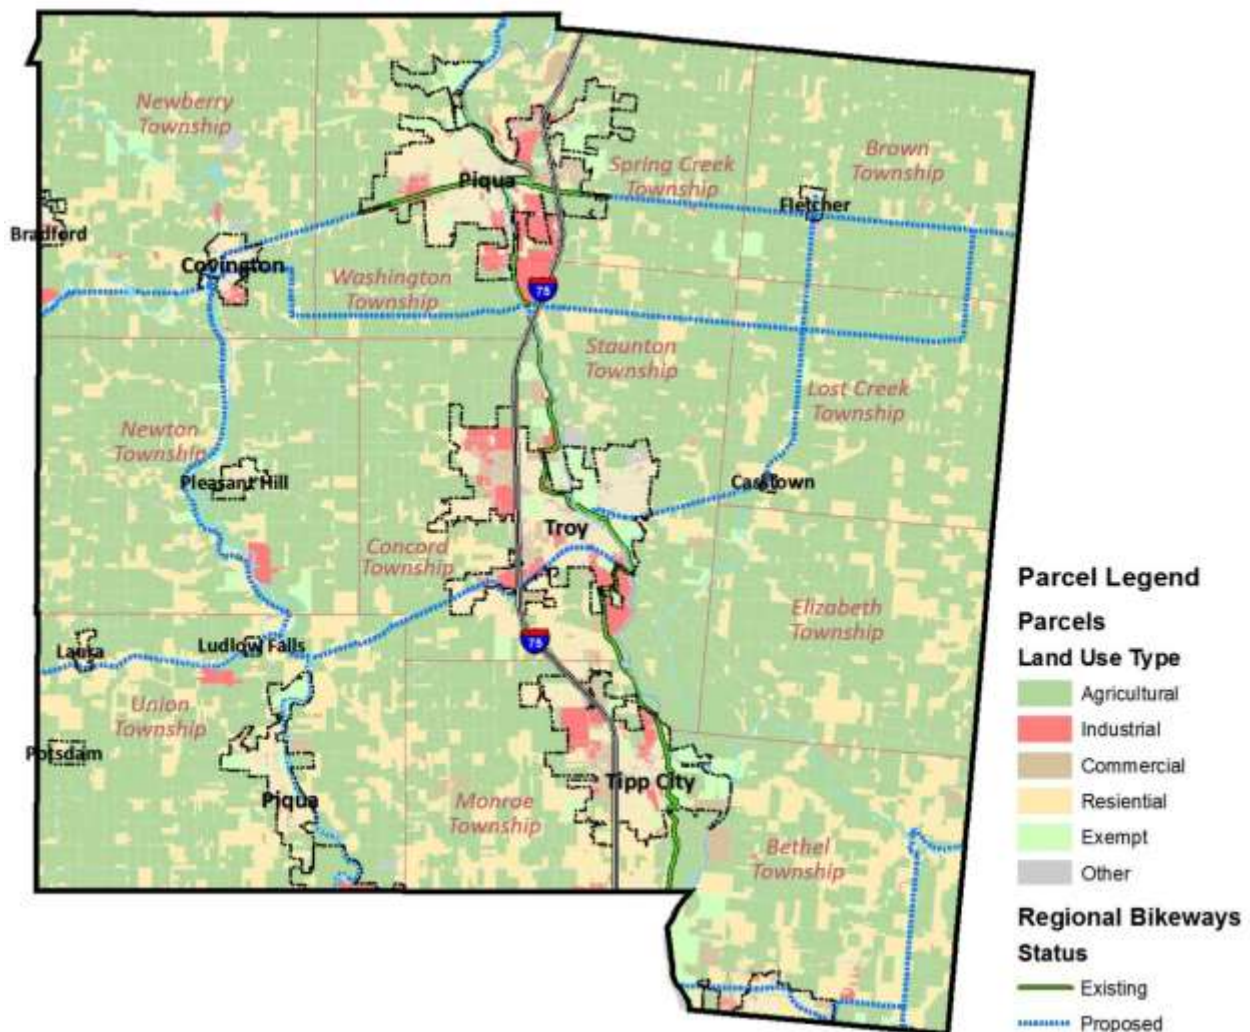 Newberry
Township
Brown
Township
Spring Creek
Township
Piqua
Fletcher
Bradford
Covington
Washington
Township
75
Staunton
Township
Lost Creek
Township
Newton
Township
Pleasant Hill
Casstown
Troy
Concord
Township
Elizabeth
Township
75
Laura
Ludlow Falls
Union
Township
Potsdam
Tipp City
Piqua
Monroe
Township
Bethel
Township
Parcel Legend
Parcels
Land Use Type
Agricultural
Industrial
Commercial
Resiential
Exempt
Other
Regional Bikeways
Status
Existing
Proposed